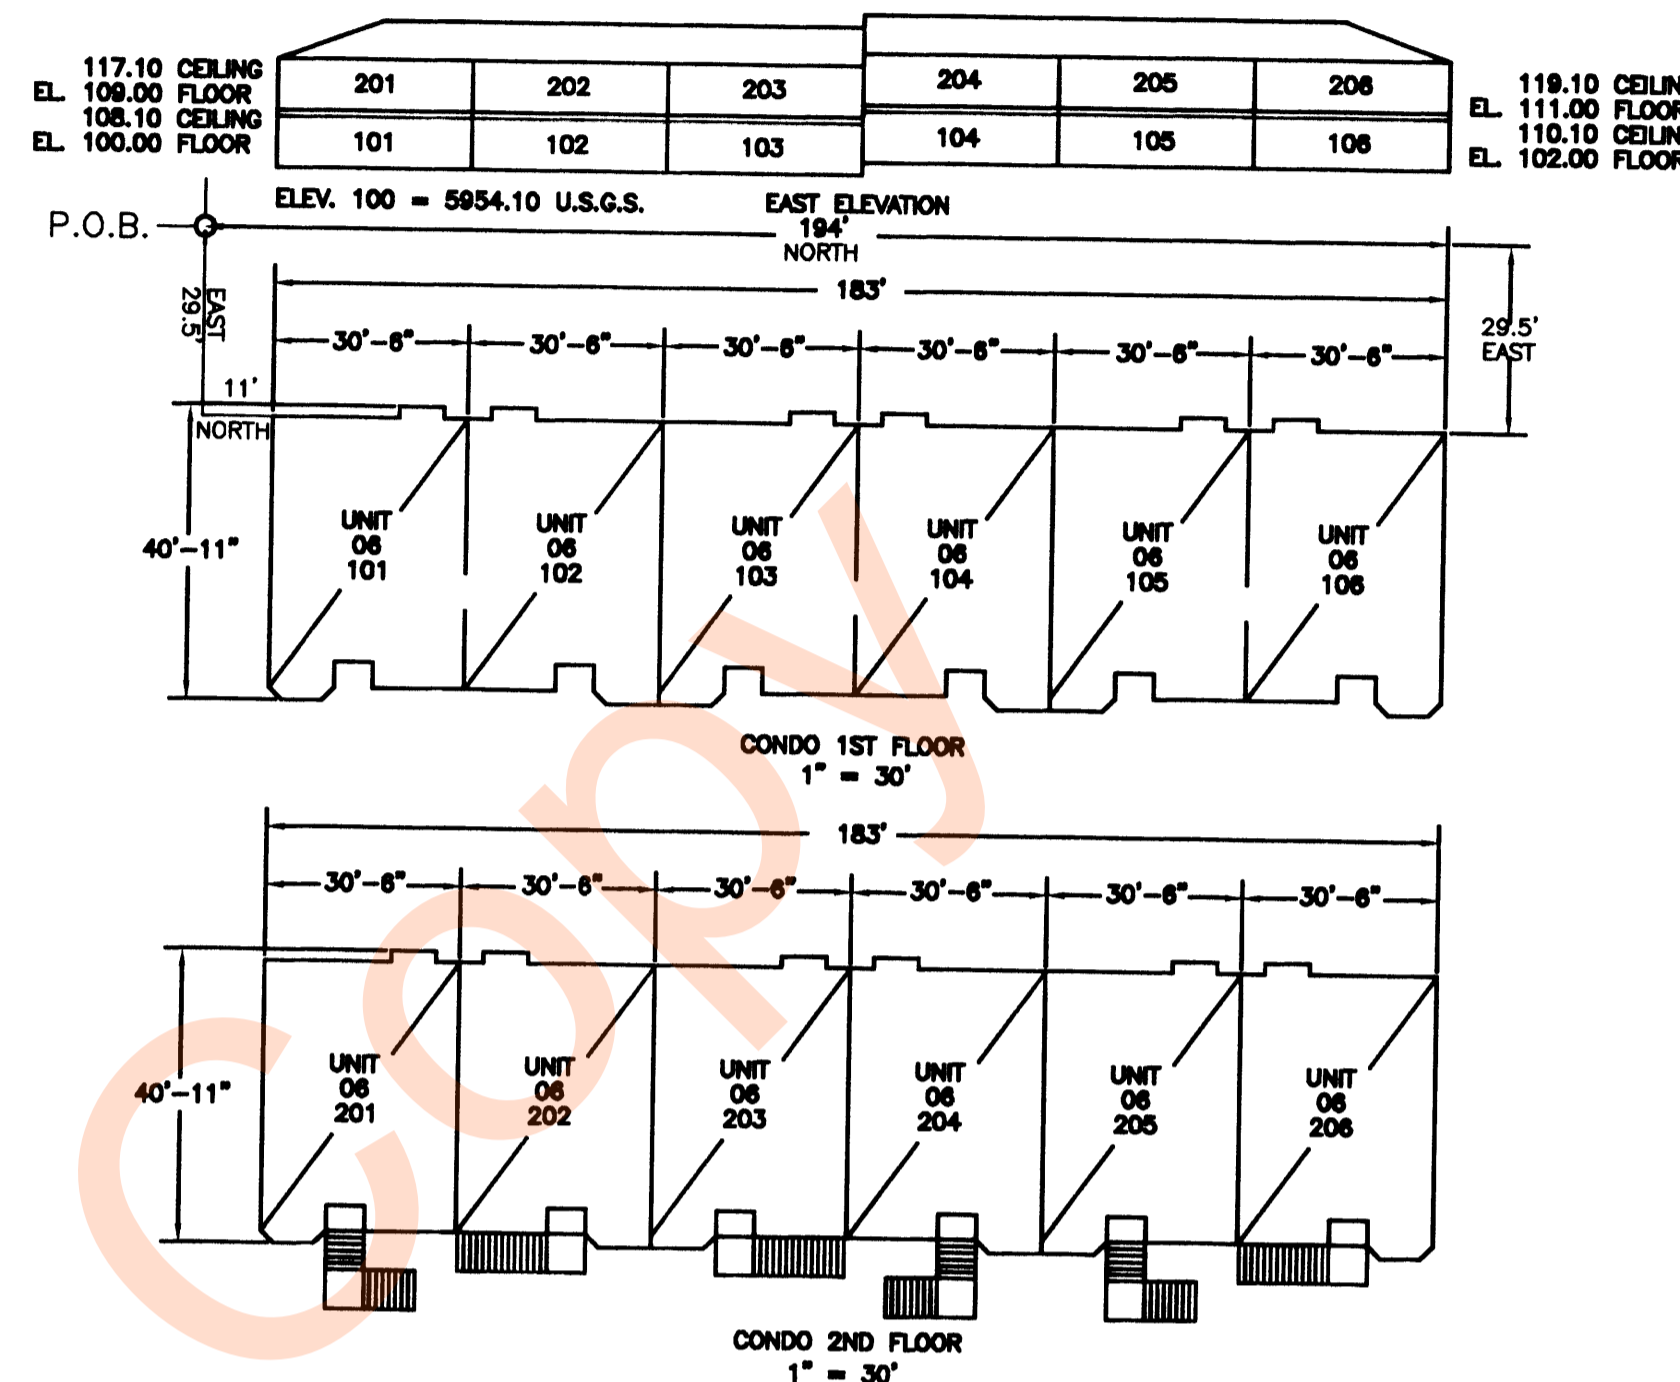 117.10 CEILING
EL. 109.00 FLOOR
108.10 CEILING
EL. 100.00 FLOOR
201 202 203 204 205 206
101 102 103 104 105 106
119.10 CEILIN
EL. 111.00 FLOOR
110.10 CEILIN
EL. 102.00 FLOOR
ELEV. 100 = 5954.10 U.S.G.S.
EAST ELEVATION
P.O.B.
194'
NORTH
183'
EAST
29.5'
29.5'
EAST
30'-6" 30'-6" 30'-6" 30'-6" 30'-6" 30'-6"
11'
NORTH
40'-11"
UNIT
06
101
UNIT
06
102
UNIT
06
103
UNIT
06
104
UNIT
06
105
UNIT
06
106
CONDO 1ST FLOOR
1" = 30'
183'
30'-6" 30'-6" 30'-6" 30'-6" 30'-6" 30'-6"
40'-11"
UNIT
06
201
UNIT
06
202
UNIT
06
203
UNIT
06
204
UNIT
06
205
UNIT
06
206
CONDO 2ND FLOOR
1" = 30'
Copy